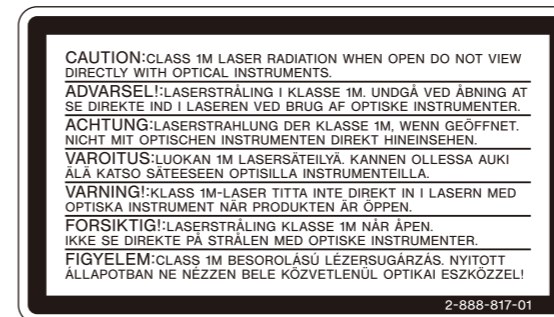 CAUTION:CLASS 1M LASER RADIATION WHEN OPEN DO NOT VIEW
DIRECTLY WITH OPTICAL INSTRUMENTS.
ADVARSEL!:LASERSTRÅLING I KLASSE 1M. UNDGÅ VED ÅBNING AT
SE DIREKTE IND I LASEREN VED BRUG AF OPTISKE INSTRUMENTER.
ACHTUNG:LASERSTRAHLUNG DER KLASSE 1M, WENN GEÖFFNET.
NICHT MIT OPTISCHEN INSTRUMENTEN DIREKT HINEINSEHEN.
VAROITUS:LUOKAN 1M LASERSÄTEILYÄ. KANNEN OLLESSA AUKI
ÄLÄ KATSO SÄTEESEEN OPTISILLA INSTRUMENTEILLA.
VARNING!:KLASS 1M-LASER TITTA INTE DIREKT IN I LASERN MED
OPTISKA INSTRUMENT NÄR PRODUKTEN ÄR ÖPPEN.
FORSIKTIG!:LASERSTRÅLING KLASSE 1M NÅR ÅPEN.
IKKE SE DIREKTE PÅ STRÅLEN MED OPTISKE INSTRUMENTER.
FIGYELEM:CLASS 1M BESOROLÁSÚ LÉZERSUGÁRZÁS. NYITOTT
ÁLLAPOTBAN NE NÉZZEN BELE KÖZVETLENÜL OPTIKAI ESZKÖZZEL!
2-888-817-01